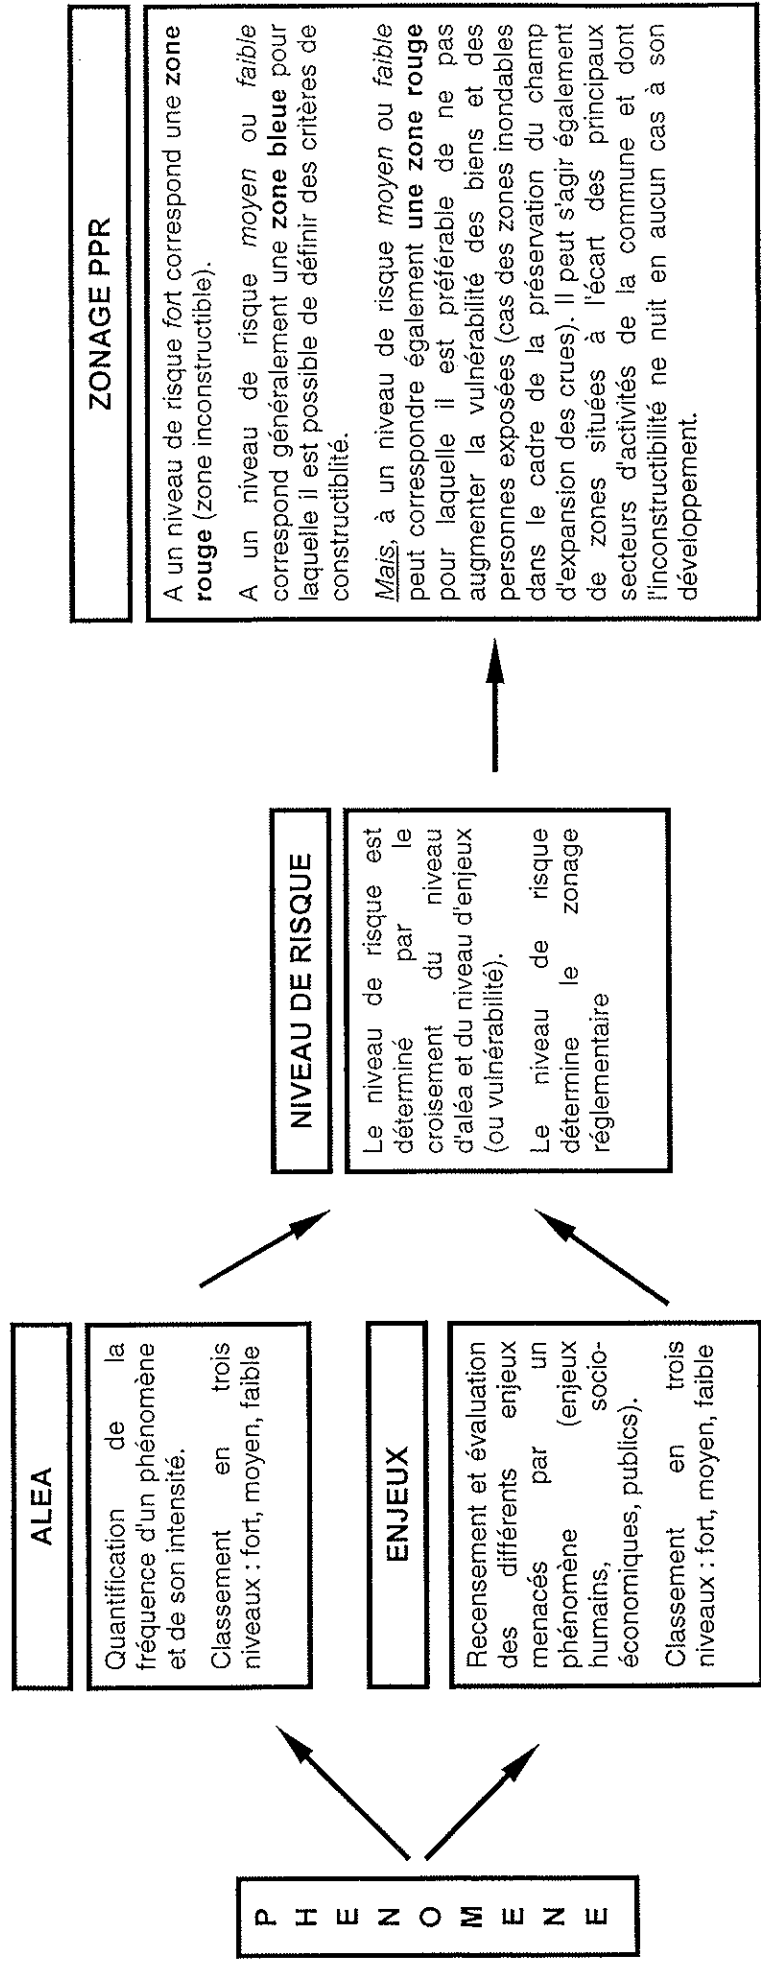 PHENOMENE
ALEA
Quantification de la
fréquence d'un phénomène
et de son intensité.
Classement en trois
niveaux : fort, moyen, faible
ENJEUX
Recensement et évaluation
des différents enjeux
menacés par un
phénomène (enjeux
humains, socio-
économiques, publics).
Classement en trois
niveaux : fort, moyen, faible
NIVEAU DE RISQUE
Le niveau de risque est
déterminé par le
croisement du niveau
d'aléa et du niveau d'enjeux
(ou vulnérabilité).
Le niveau de risque
détermine le zonage
réglementaire
ZONAGE PPR
A un niveau de risque fort correspond une zone
rouge (zone inconstructible).
A un niveau de risque moyen ou faible
correspond généralement une zone bleue pour
laquelle il est possible de définir des critères de
constructiblité.
Mais, à un niveau de risque moyen ou faible
peut correspondre également une zone rouge
pour laquelle il est préférable de ne pas
augmenter la vulnérabilité des biens et des
personnes exposées (cas des zones inondables
dans le cadre de la préservation du champ
d'expansion des crues). Il peut s'agir également
de zones situées à l'écart des principaux
secteurs d'activités de la commune et dont
l'inconstructibilité ne nuit en aucun cas à son
développement.